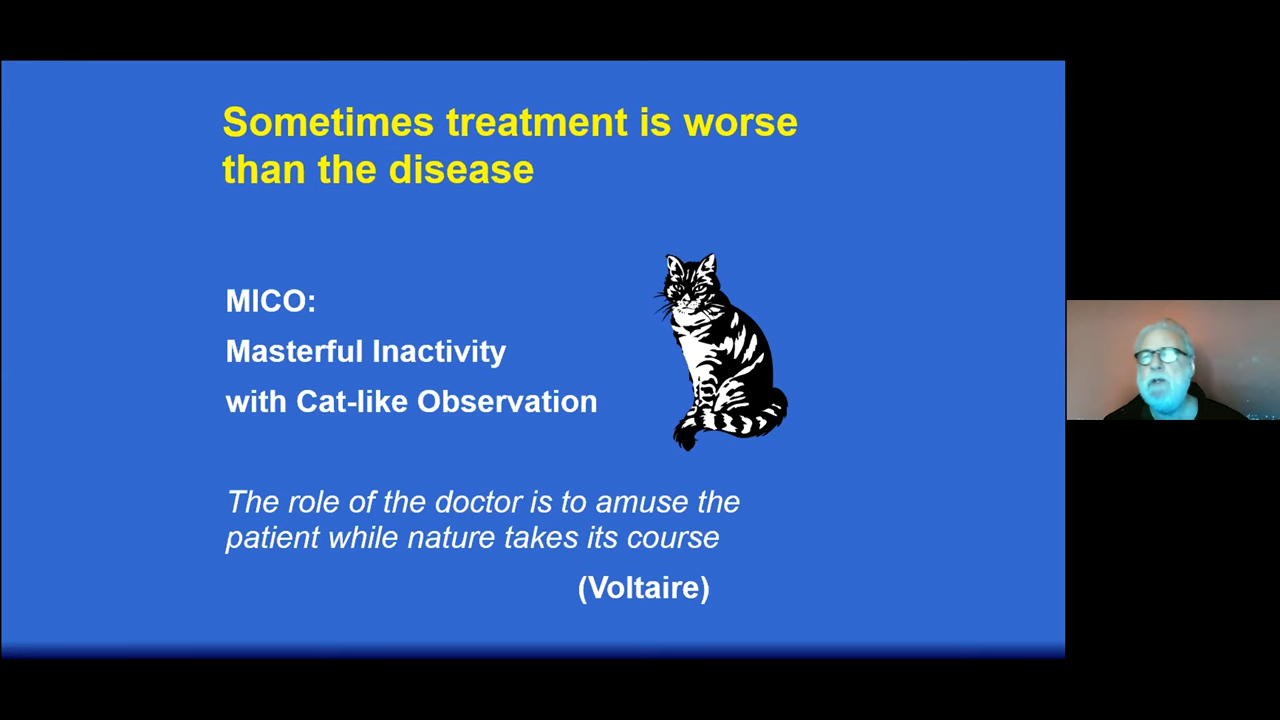 Sometimes treatment is worse
than the disease
MICO:
Masterful Inactivity
with Cat-like Observation
The role of the doctor is to amuse the
patient while nature takes its course
(Voltaire)